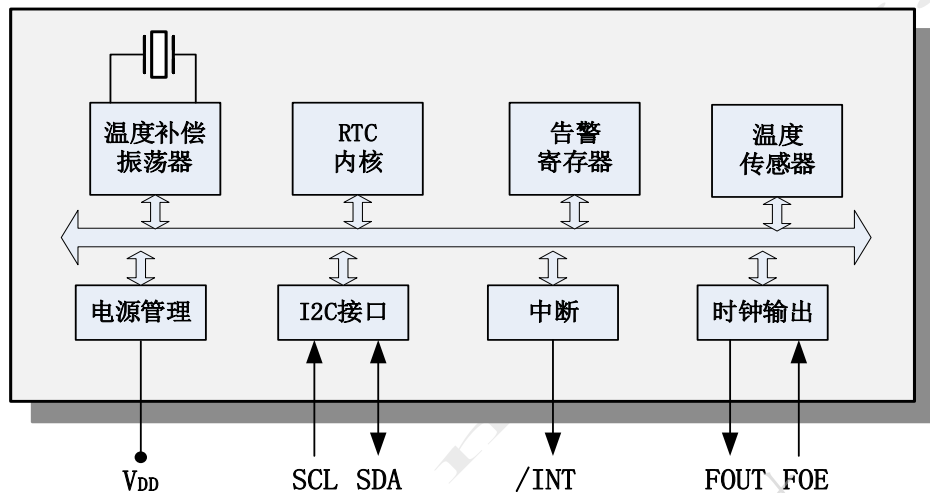 温度补偿
振荡器
RTC
内核
告警
寄存器
温度
传感器
电源管理
I2C接口
中断
时钟输出
VDD
SCL
SDA
/INT
FOUT
FOE